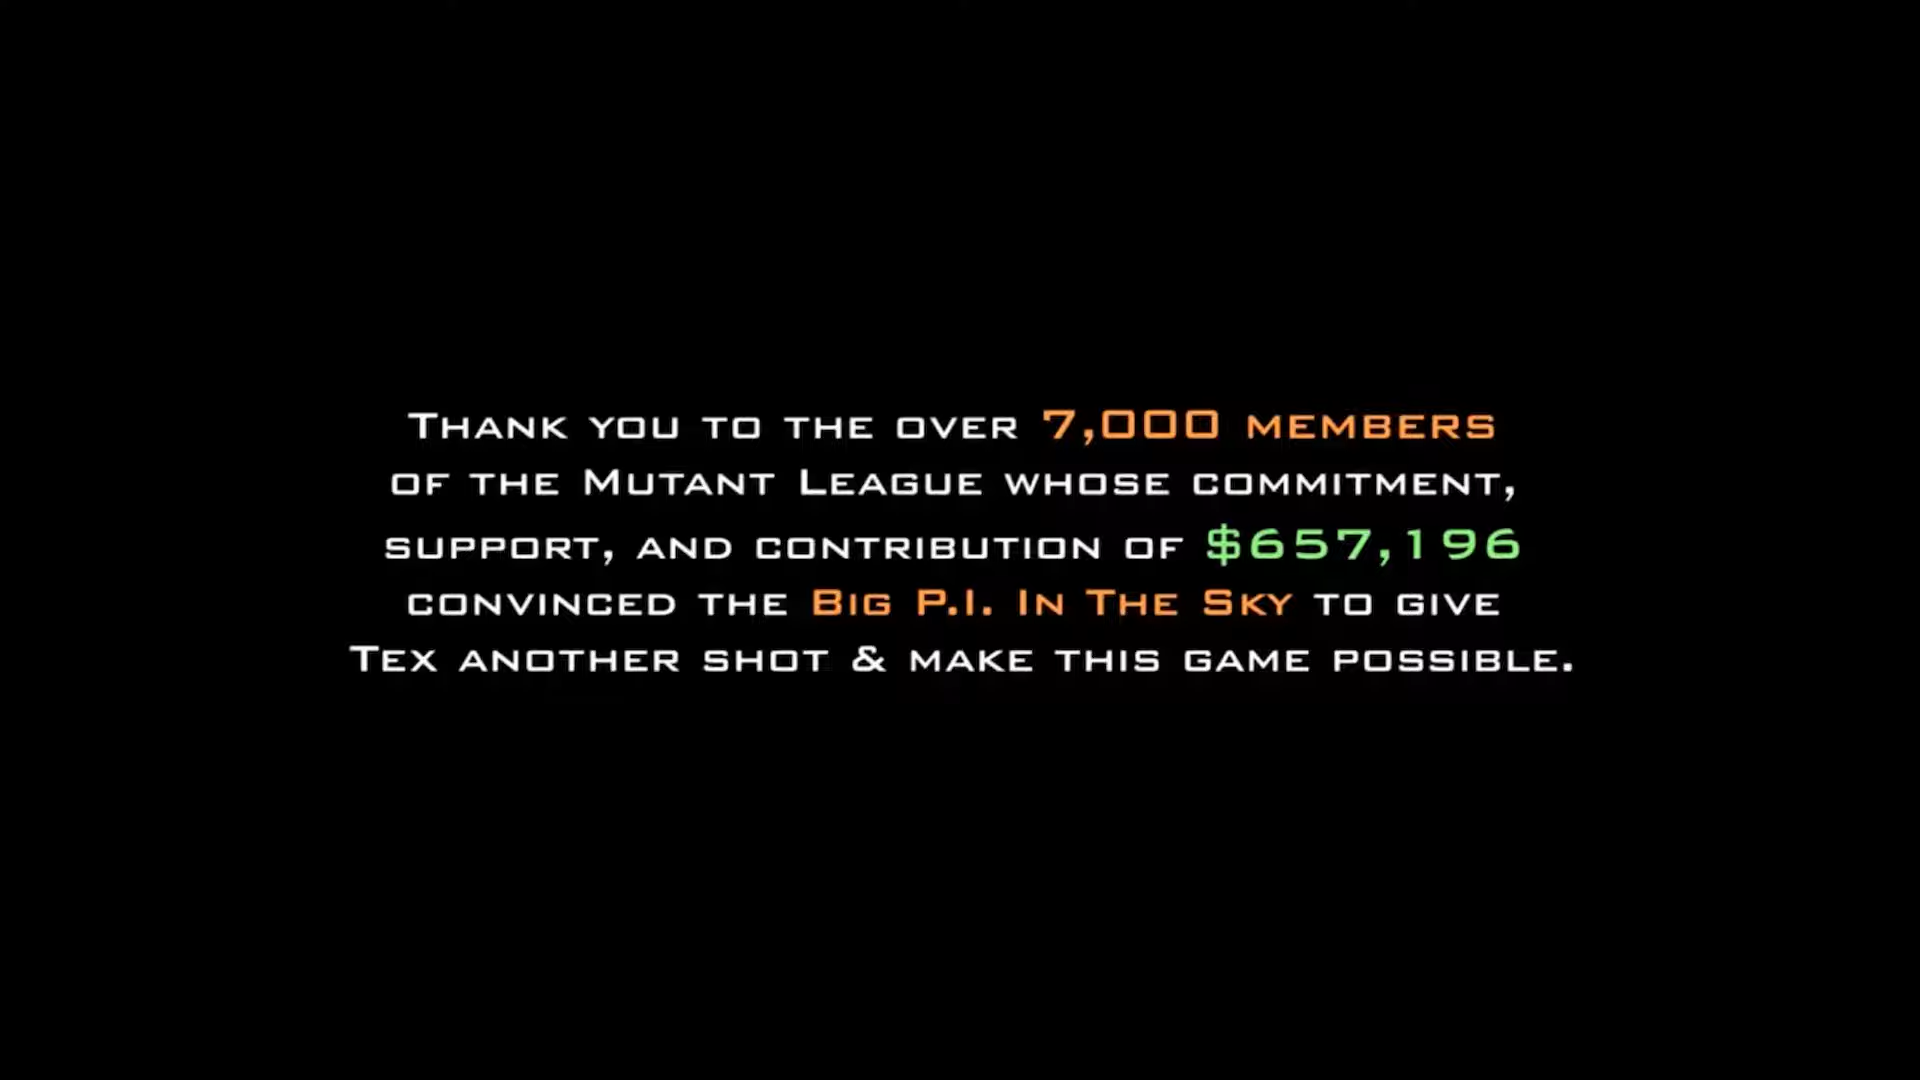 Thank you to the over 7,000 members
of the Mutant League whose commitment,
support, and contribution of $657,196
convinced the Big P.I. In The Sky to give
Tex another shot & make this game possible.